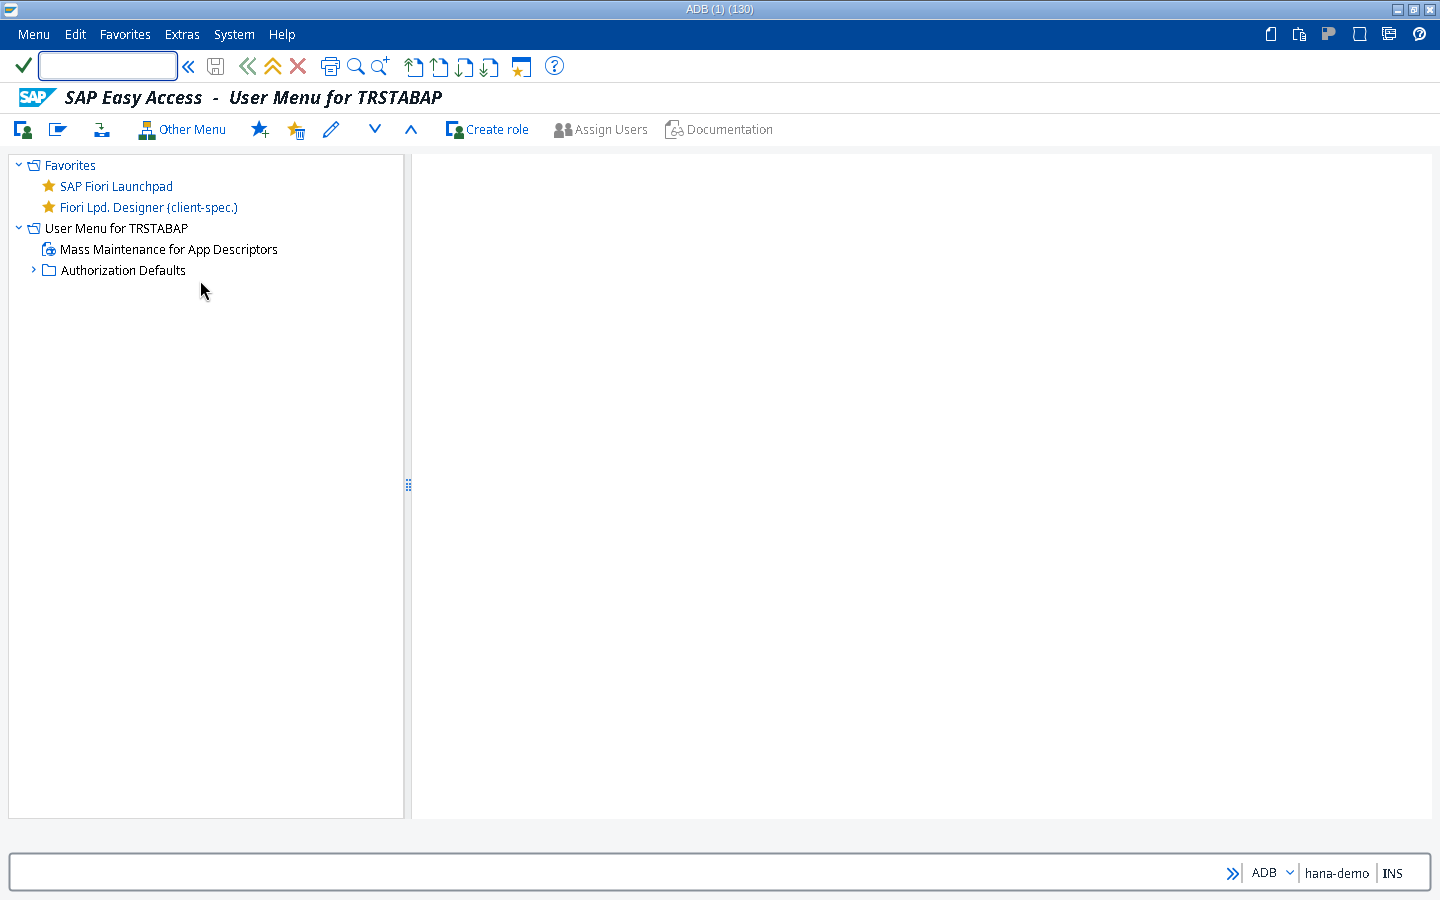 ADB (1) (130)
Menu Edit Favorites Extras System Help
SAP SAP Easy Access - User Menu for TRSTABAP
Other Menu Create role Assign Users Documentation
Favorites
SAP Fiori Launchpad
Fiori Lpd. Designer (client-spec.)
User Menu for TRSTABAP
Mass Maintenance for App Descriptors
Authorization Defaults
ADB hana-demo INS